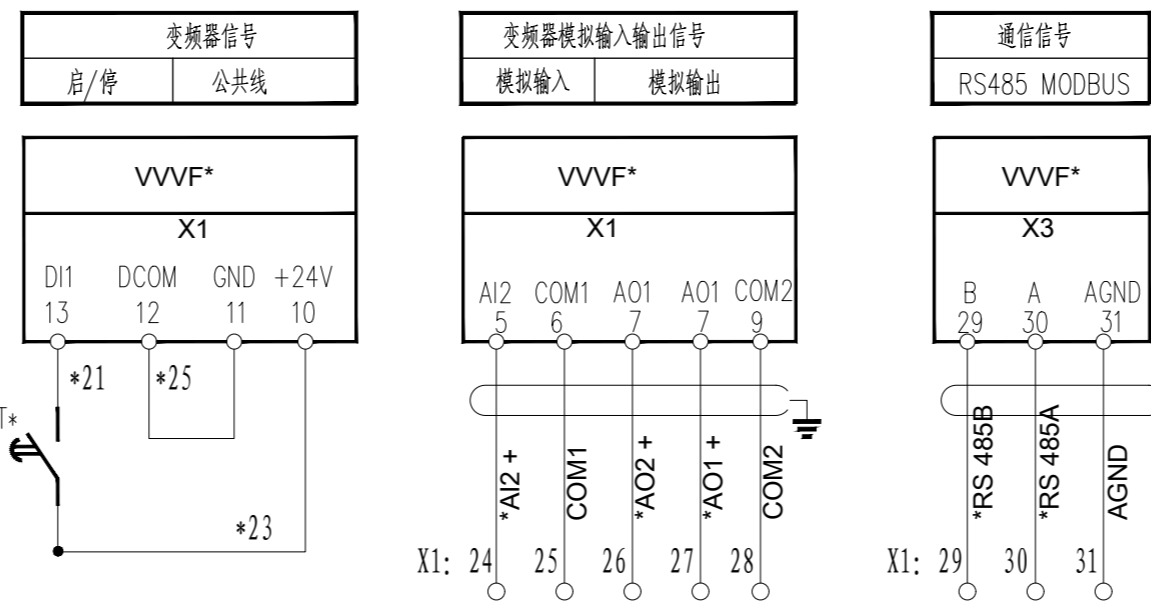 变频器信号
启/停 公共线
VVVF*
X1
DI1 DCOM GND +24V
13 12 11 10
*21 *25
T*
*23
变频器模拟输入输出信号
模拟输入 模拟输出
VVVF*
X1
AI2 COM1 AO1 AO1 COM2
5 6 7 7 9
*AI2 + COM1 *AO2 + *AO1 + COM2
X1: 24 25 26 27 28
通信信号
RS485 MODBUS
VVVF*
X3
B A AGND
29 30 31
*RS 485B *RS 485A AGND
X1: 29 30 31